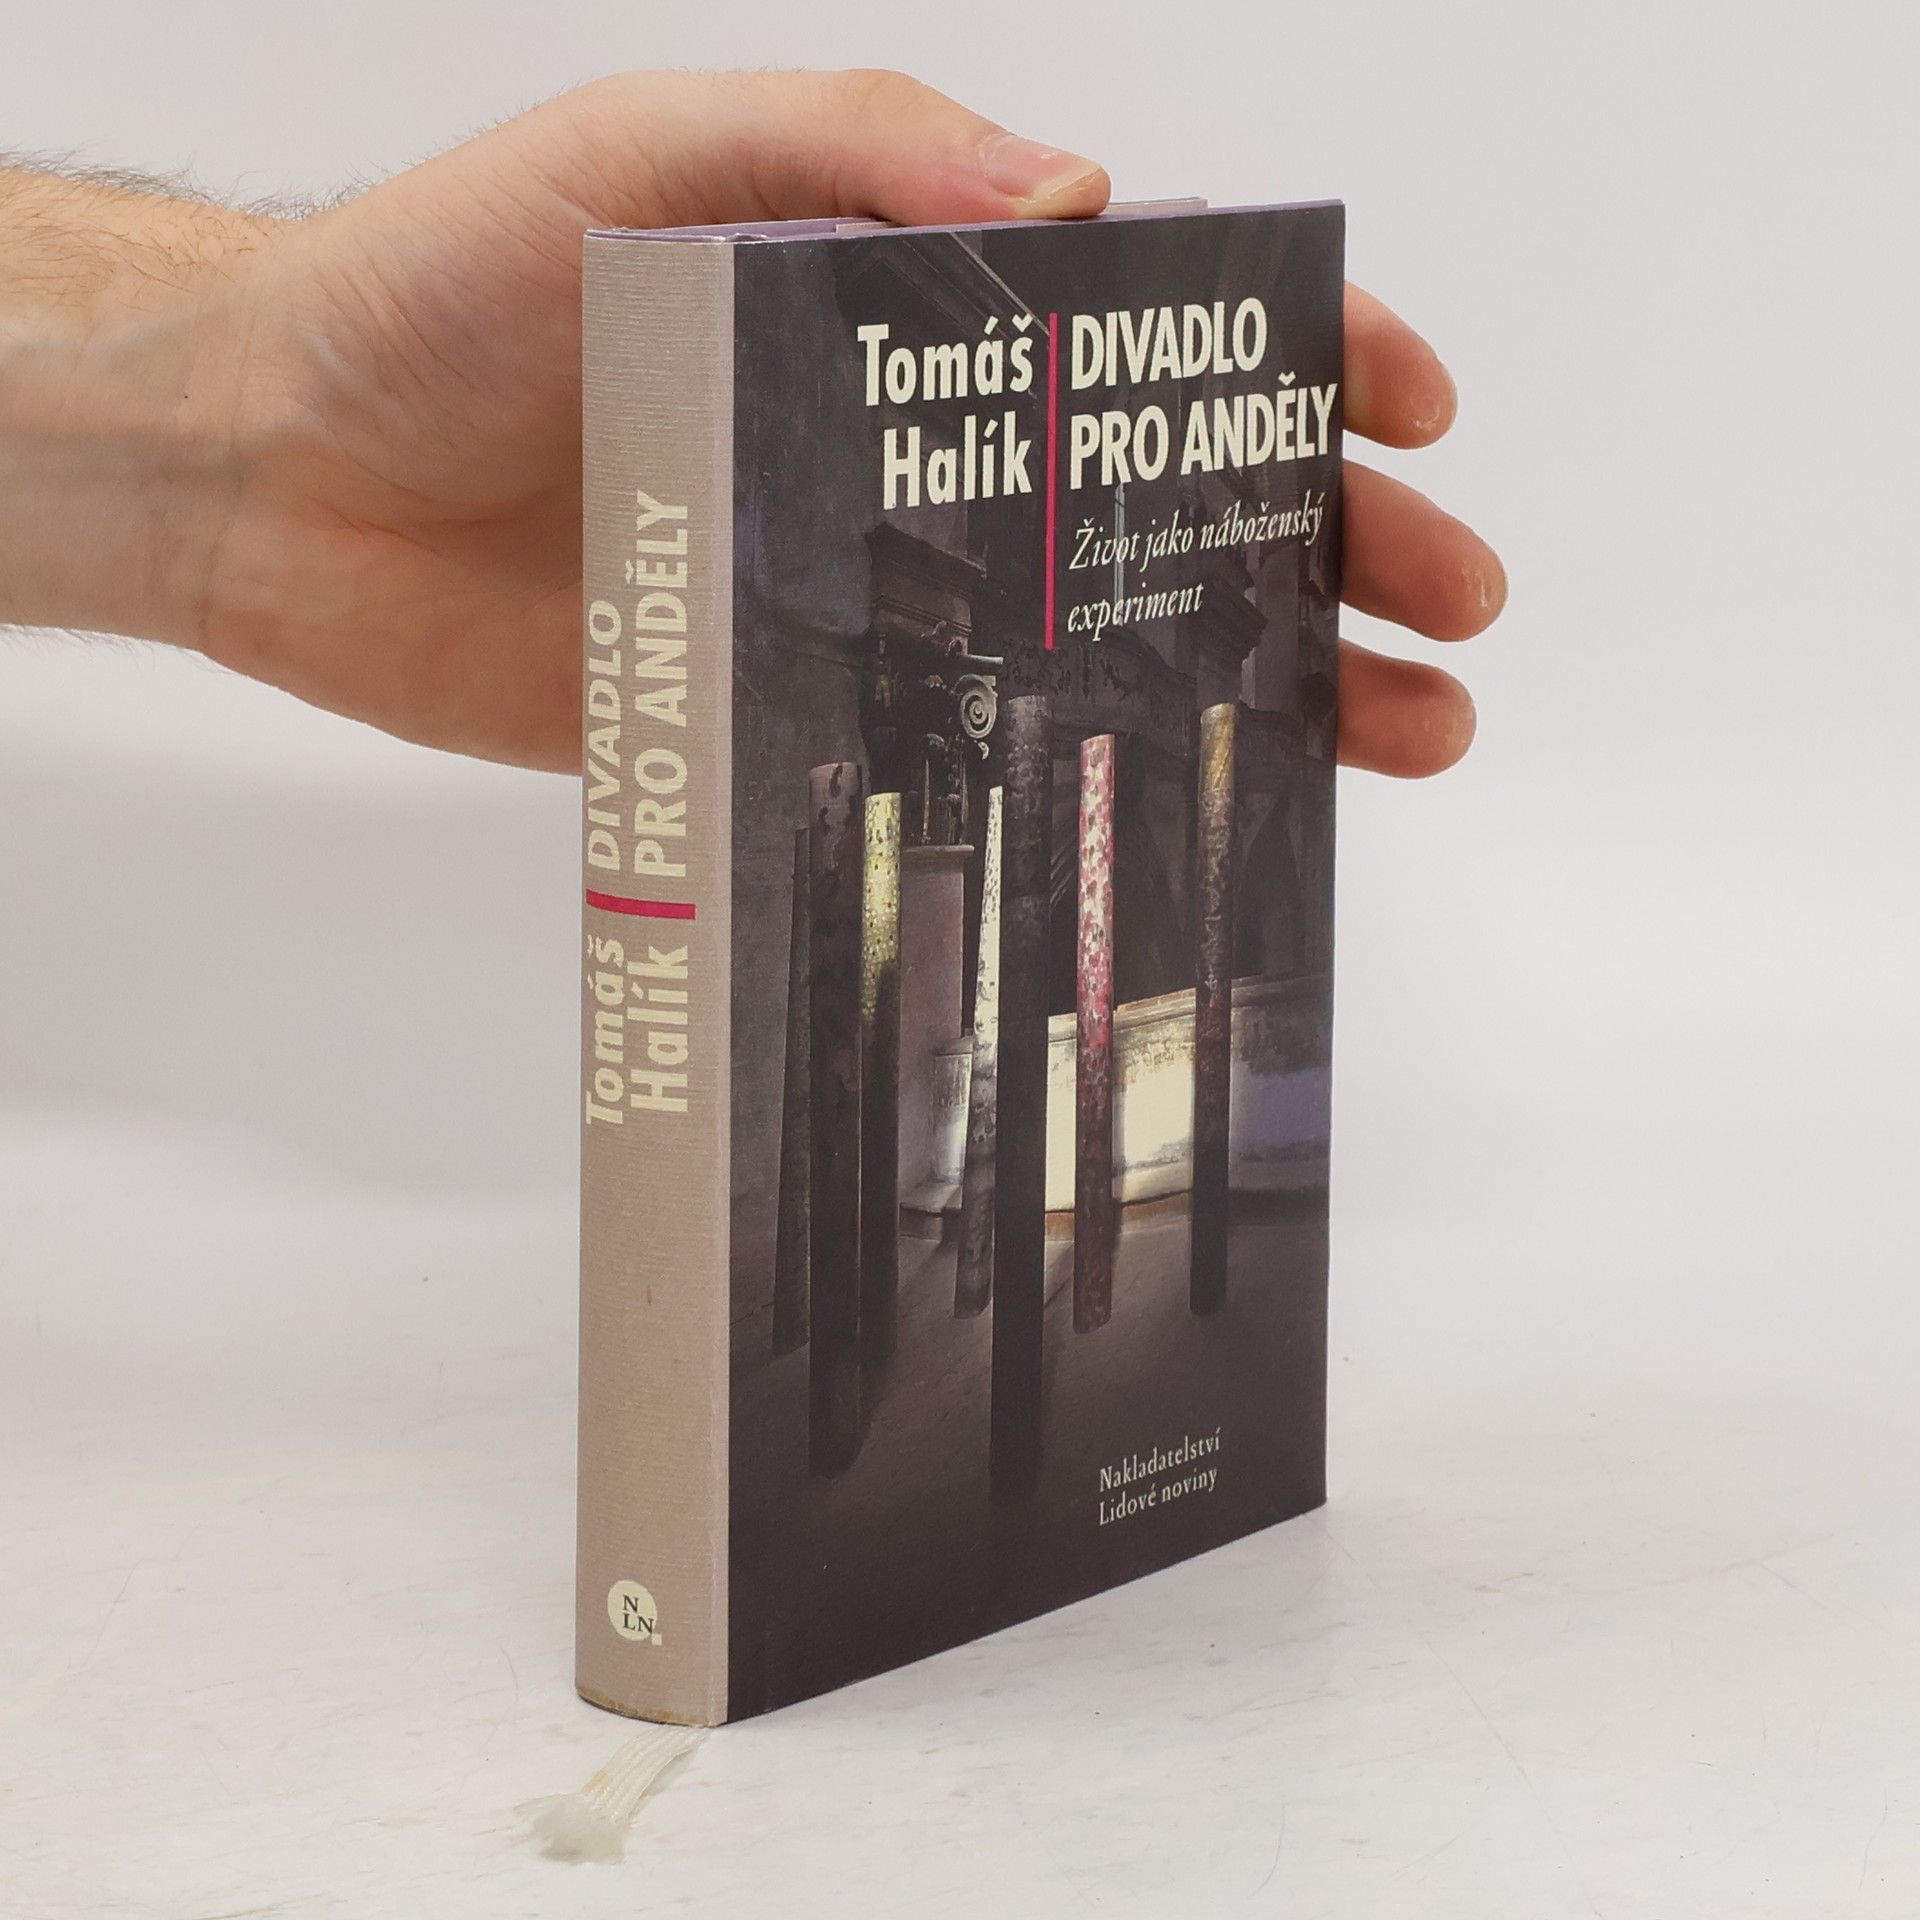 Tomáš
Halík
DIVADLO
PRO ANDĚLY
Život jako náboženský
experiment
Nakladatelství
Lidové noviny
Tomáš
Halík
DIVADLO
PRO ANDĚLY
N
LN